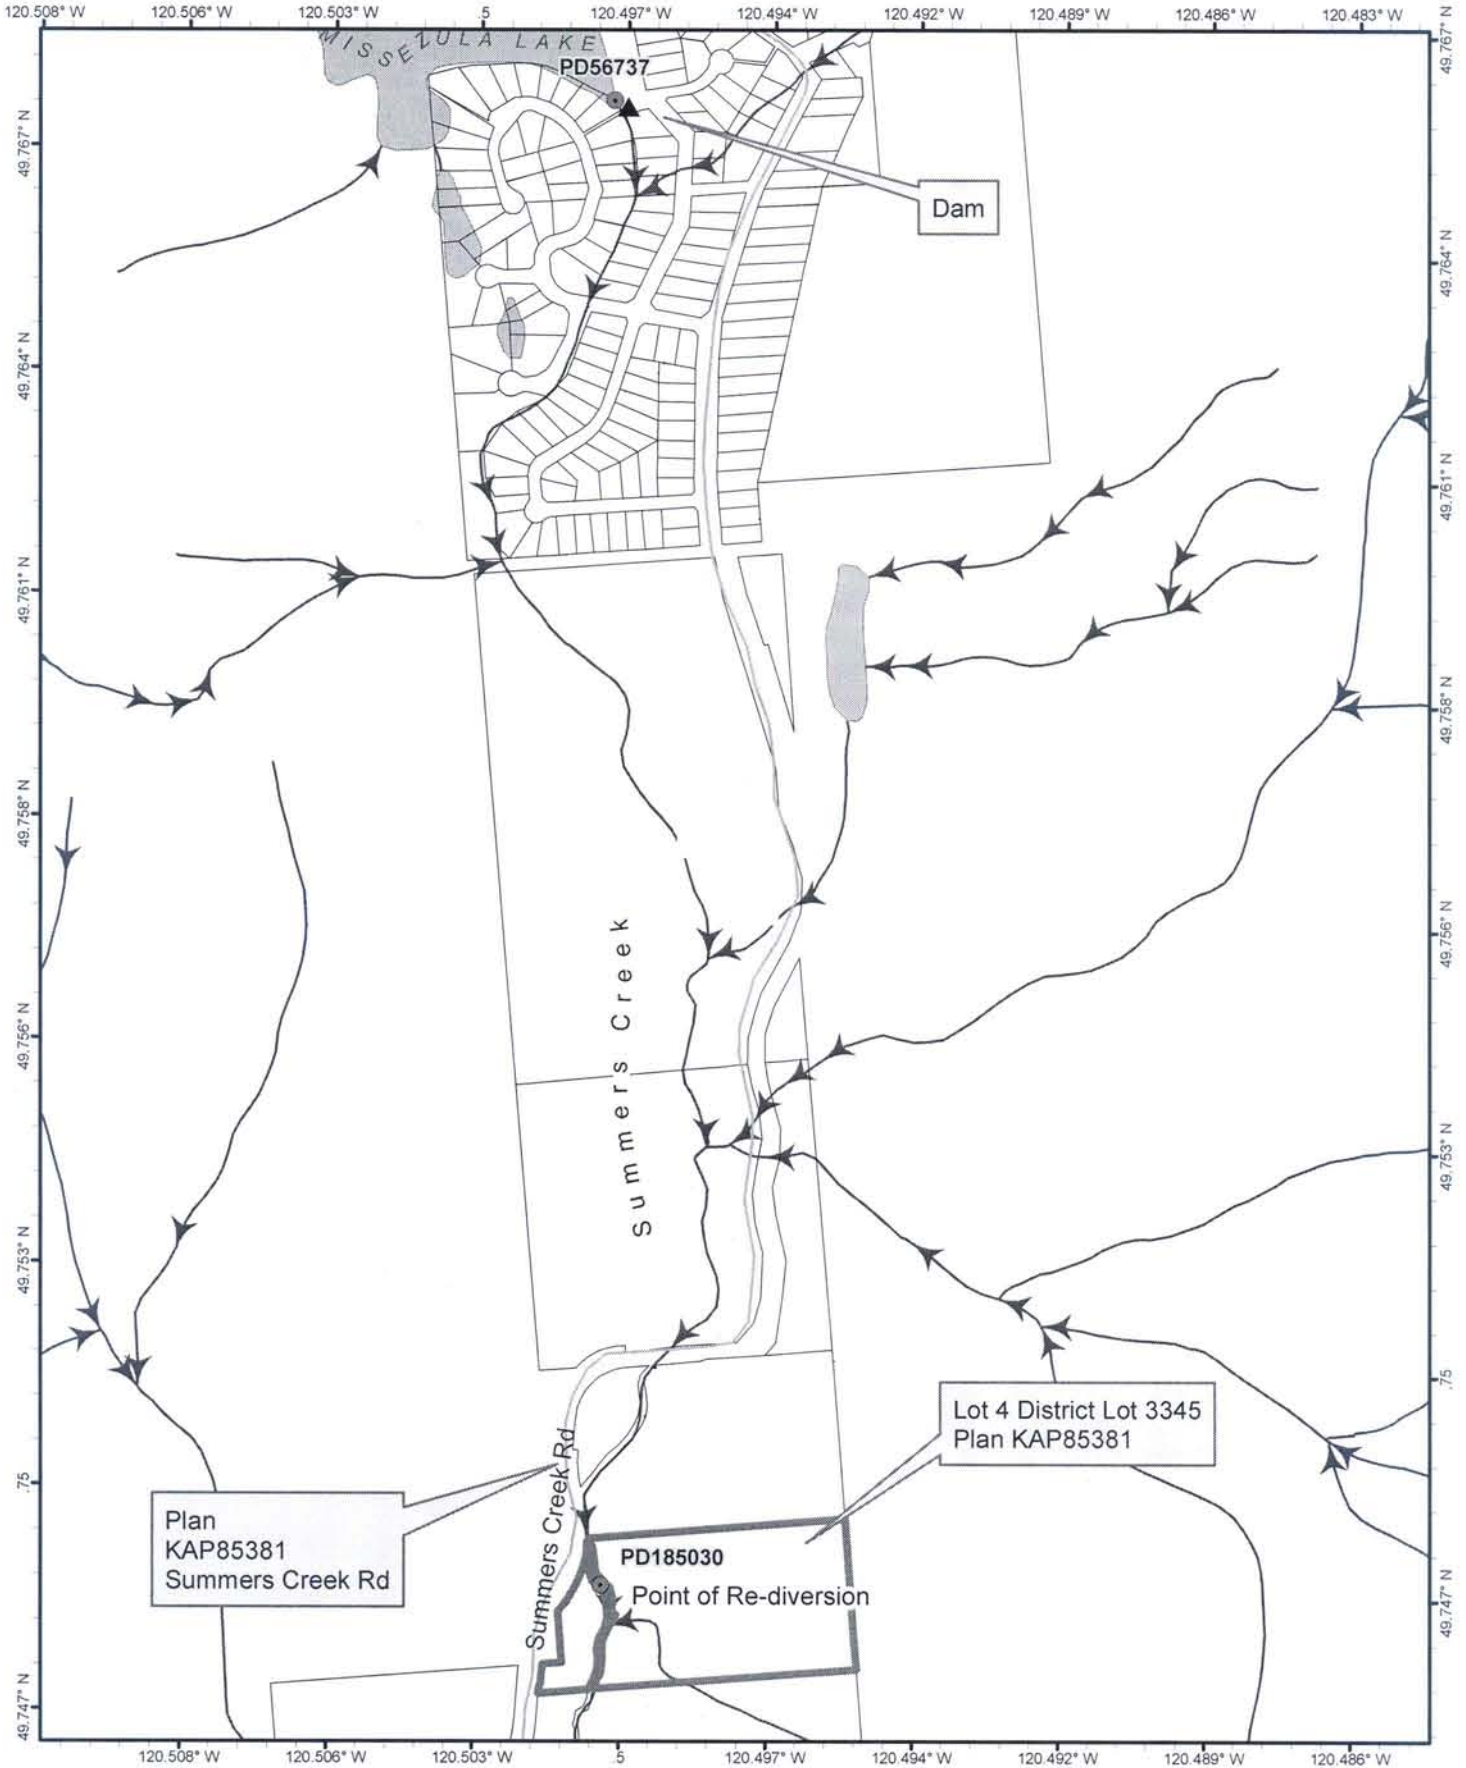 120.508° W
120.506° W
120.503° W
.5
120.497° W
120.494° W
120.492° W
120.489° W
120.486° W
120.483° W
MISSEZULA LAKE
PD56737
Dam
49.767° N
49.764° N
49.761° N
49.758° N
49.756° N
49.753° N
.75
49.747° N
49.767° N
49.764° N
49.761° N
49.758° N
49.756° N
49.753° N
.75
49.747° N
Summers Creek
Lot 4 District Lot 3345
Plan KAP85381
Plan
KAP85381
Summers Creek Rd
Summers Creek Rd
PD185030
Point of Re-diversion
120.508° W
120.506° W
120.503° W
.5
120.497° W
120.494° W
120.492° W
120.489° W
120.486° W